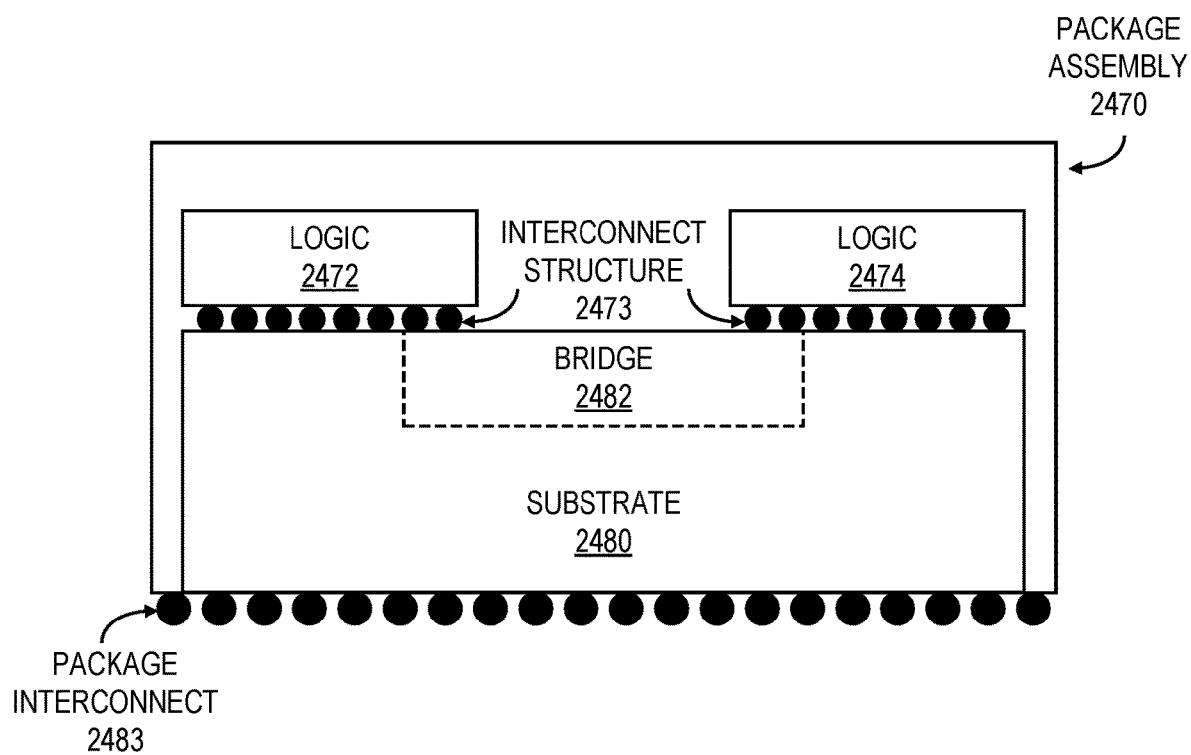 PACKAGE
ASSEMBLY
2470
LOGIC
2472
INTERCONNECT
STRUCTURE
2473
LOGIC
2474
BRIDGE
2482
SUBSTRATE
2480
PACKAGE
INTERCONNECT
2483